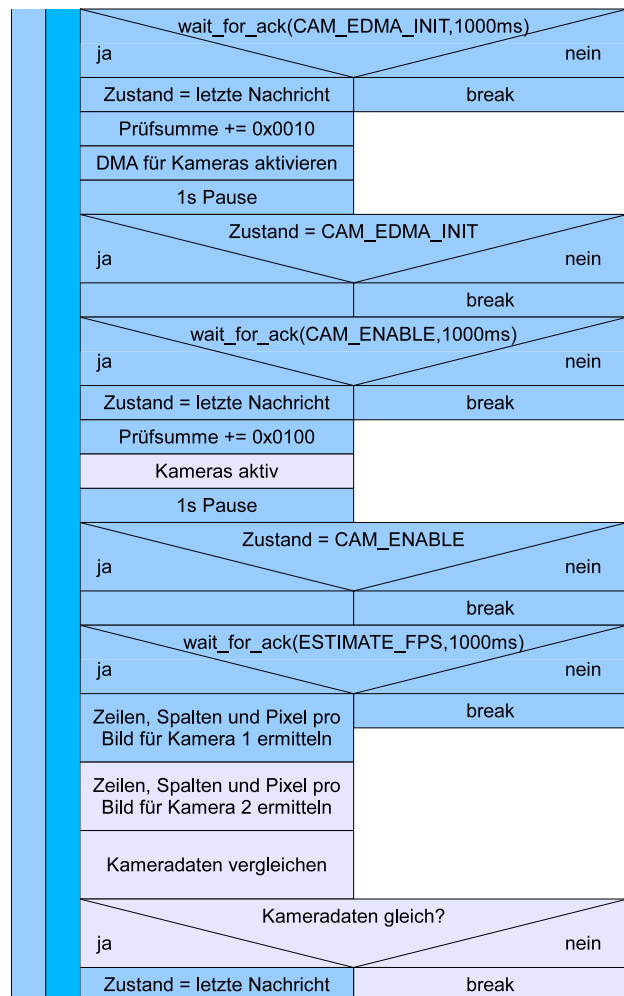 wait_for_ack(CAM_EDMA_INIT,1000ms)
ja nein
Zustand = letzte Nachricht break
Prüfsumme += 0x0010
DMA für Kameras aktivieren
1s Pause
Zustand = CAM_EDMA_INIT
ja nein
break
wait_for_ack(CAM_ENABLE,1000ms)
ja nein
Zustand = letzte Nachricht break
Prüfsumme += 0x0100
Kameras aktiv
1s Pause
Zustand = CAM_ENABLE
ja nein
break
wait_for_ack(ESTIMATE_FPS,1000ms)
ja nein
Zeilen, Spalten und Pixel pro break
Bild für Kamera 1 ermitteln
Zeilen, Spalten und Pixel pro
Bild für Kamera 2 ermitteln
Kameradaten vergleichen
Kameradaten gleich?
ja nein
Zustand = letzte Nachricht break